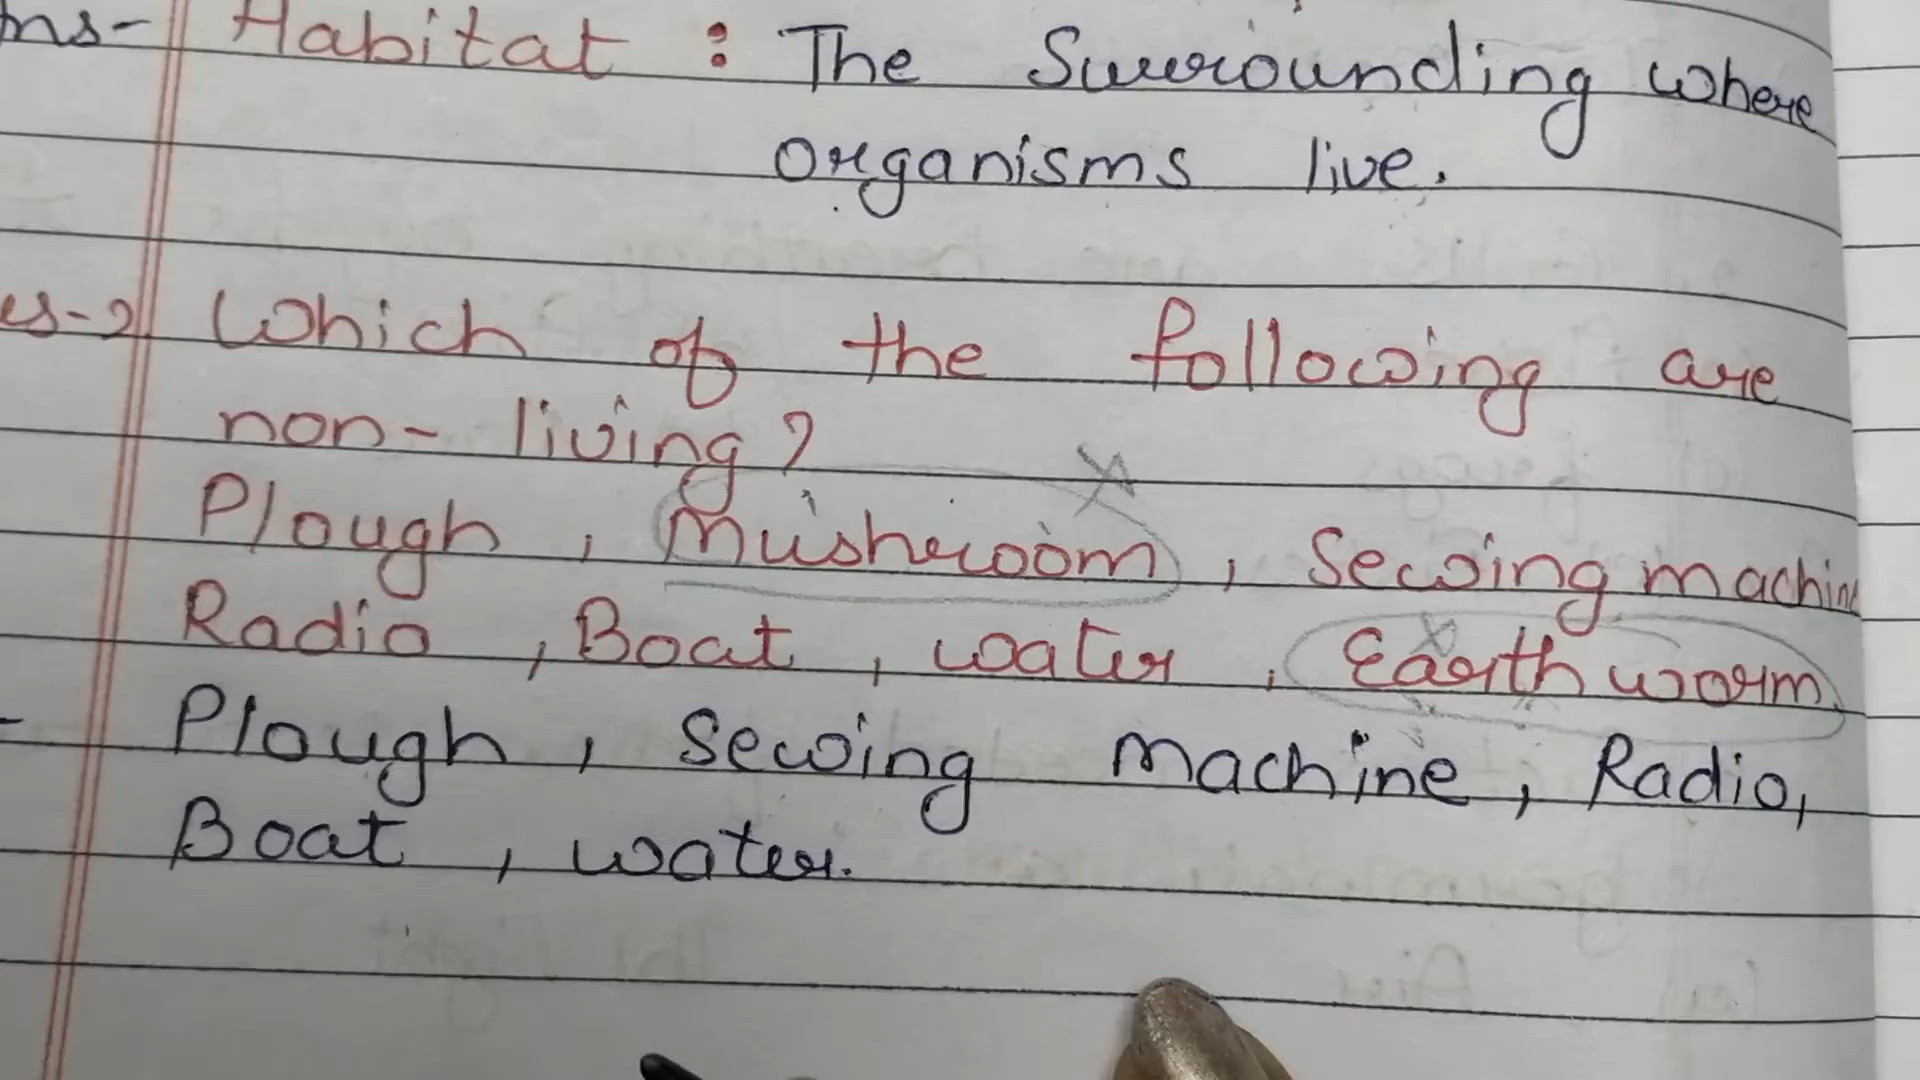 ns- Habitat : The Surrounding where
organisms live.
es-2 Which of the following are
non-living?
Plough, Mushroom, Sewing machine
Radio, Boat, water, Earthworm.
- Plough, Sewing machine, Radio,
Boat, water.